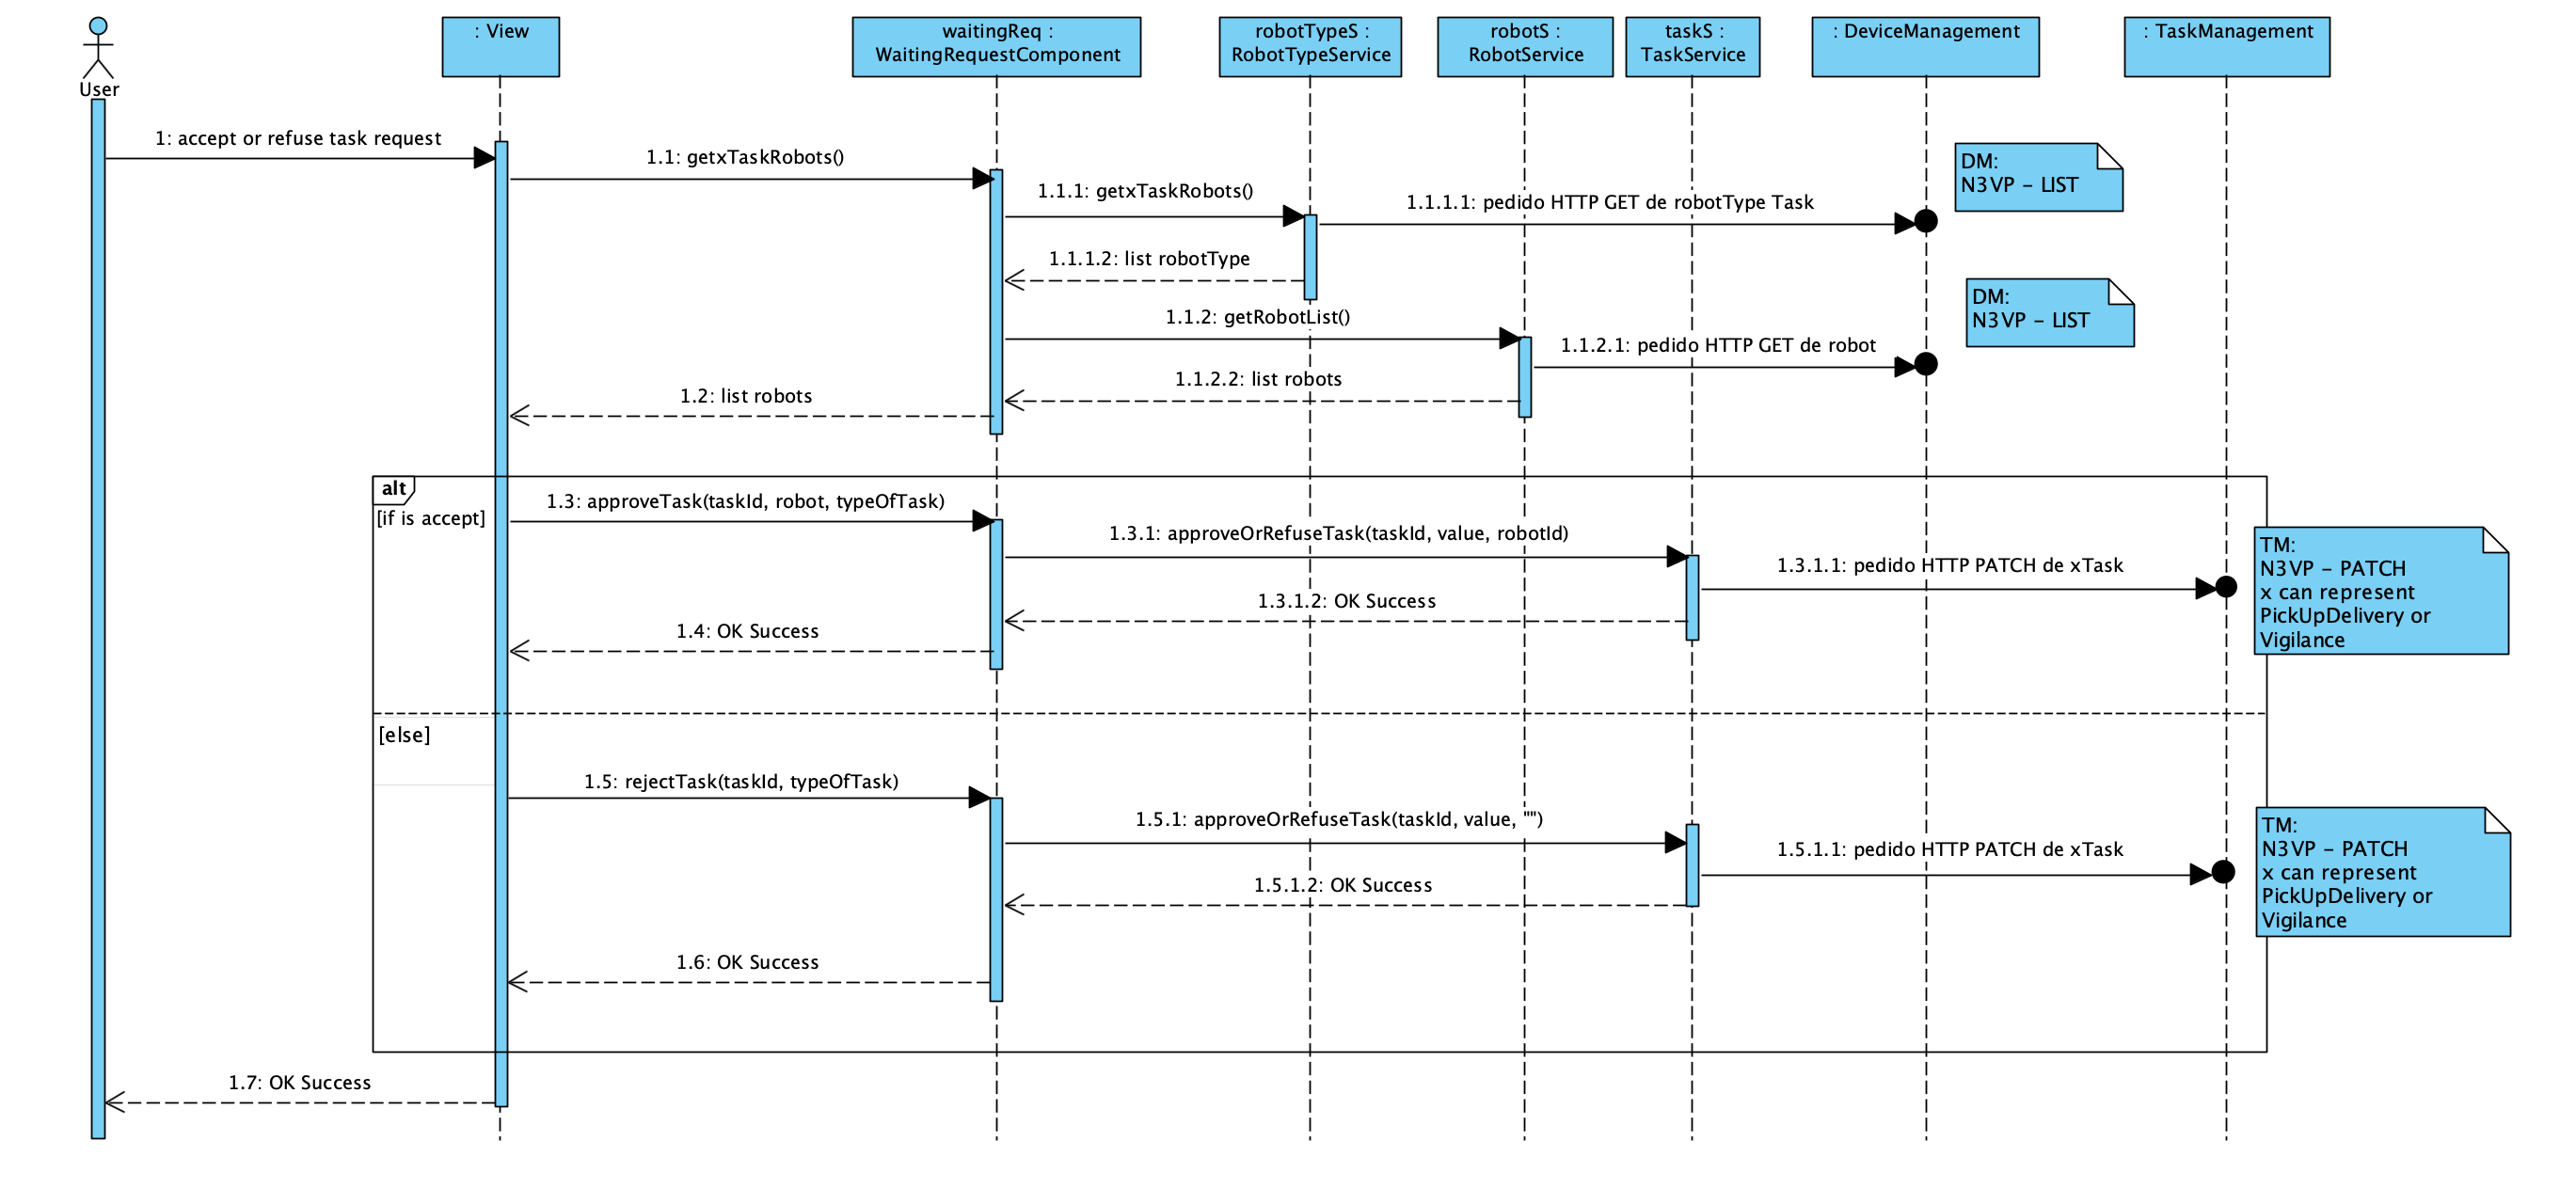 User
: View
waitingReq :
WaitingRequestComponent
robotTypeS :
RobotTypeService
robotS :
RobotService
taskS :
TaskService
: DeviceManagement
: TaskManagement
1: accept or refuse task request
1.1: getxTaskRobots()
1.1.1: getxTaskRobots()
1.1.1.1: pedido HTTP GET de robotType Task
DM:
N3VP - LIST
1.1.1.2: list robotType
1.1.2: getRobotList()
1.1.2.1: pedido HTTP GET de robot
DM:
N3VP - LIST
1.1.2.2: list robots
1.2: list robots
alt
[if is accept]
1.3: approveTask(taskId, robot, typeOfTask)
1.3.1: approveOrRefuseTask(taskId, value, robotId)
1.3.1.1: pedido HTTP PATCH de xTask
TM:
N3VP - PATCH
x can represent
PickUpDelivery or
Vigilance
1.3.1.2: OK Success
1.4: OK Success
[else]
1.5: rejectTask(taskId, typeOfTask)
1.5.1: approveOrRefuseTask(taskId, value, "")
1.5.1.1: pedido HTTP PATCH de xTask
TM:
N3VP - PATCH
x can represent
PickUpDelivery or
Vigilance
1.5.1.2: OK Success
1.6: OK Success
1.7: OK Success